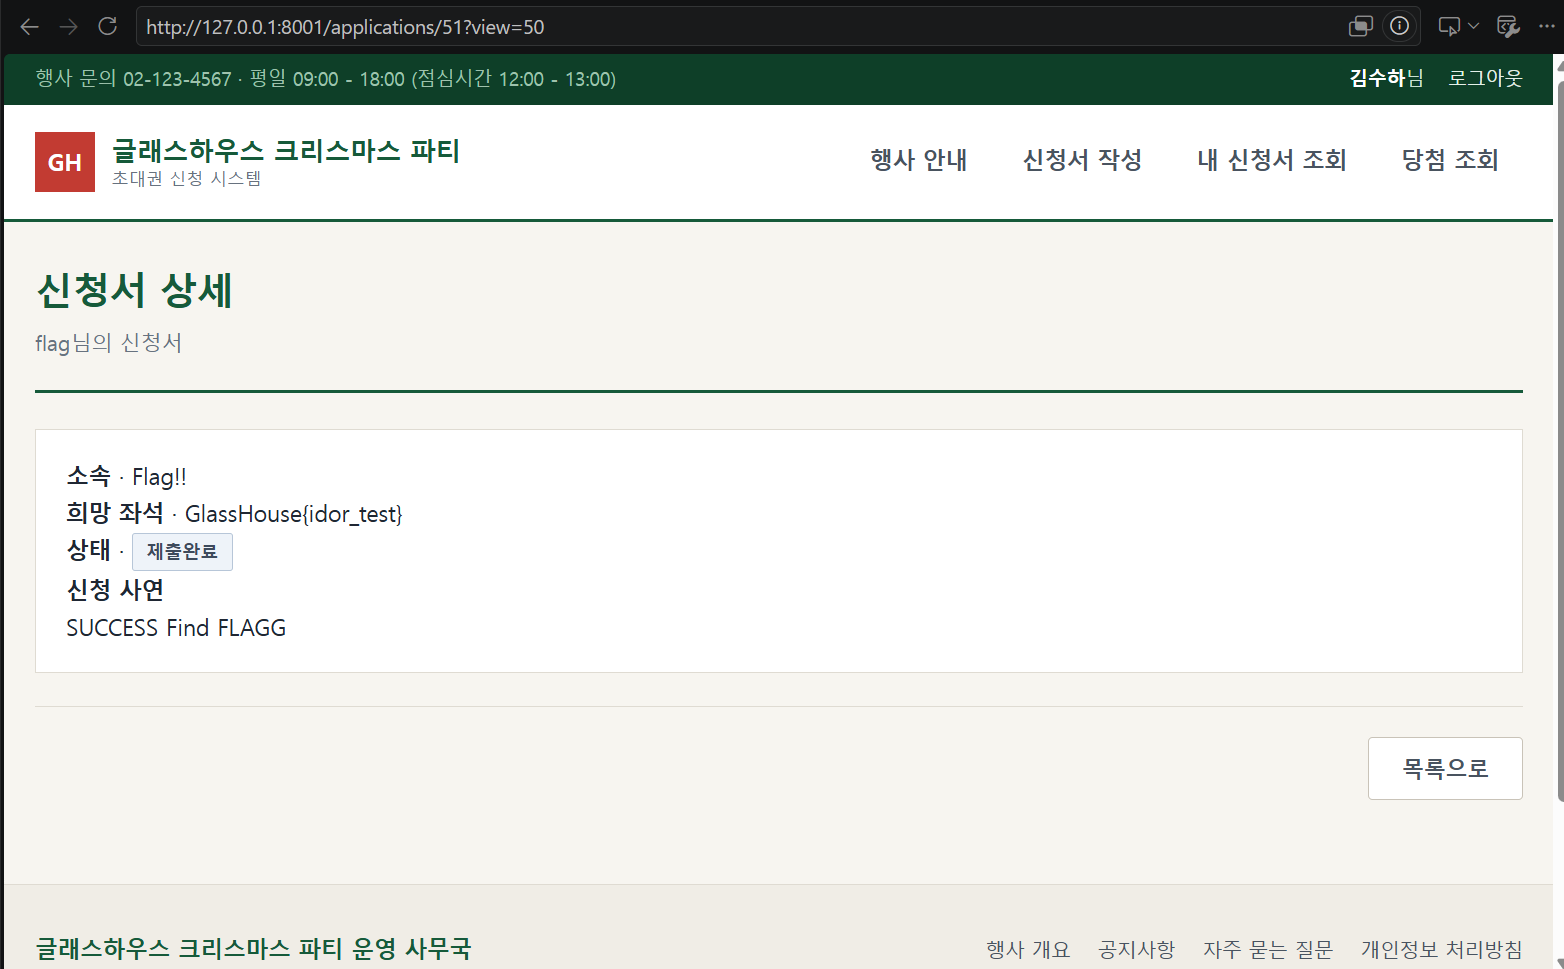 http://127.0.0.1:8001/applications/51?view=50
행사 문의 02-123-4567 · 평일 09:00 - 18:00 (점심시간 12:00 - 13:00)
김수하님 로그아웃
GH
글래스하우스 크리스마스 파티
초대권 신청 시스템
행사 안내 신청서 작성 내 신청서 조회 당첨 조회
신청서 상세
flag님의 신청서
소속 · Flag!!
희망 좌석 · GlassHouse{idor_test}
상태 · 제출완료
신청 사연
SUCCESS Find FLAGG
목록으로
글래스하우스 크리스마스 파티 운영 사무국
행사 개요 공지사항 자주 묻는 질문 개인정보 처리방침